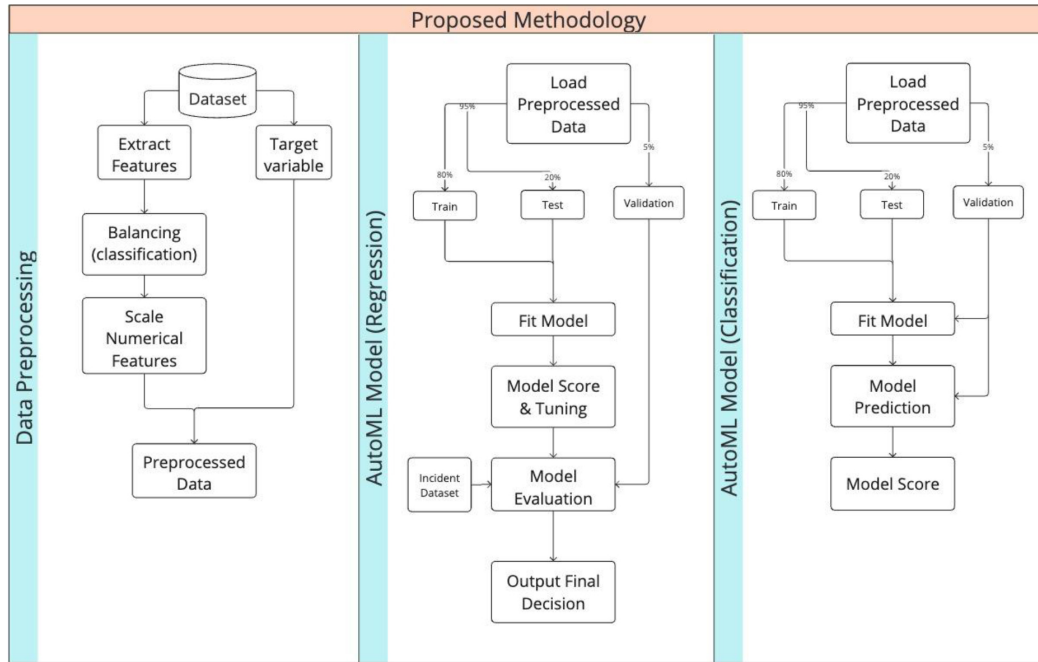 Proposed Methodology
Data Preprocessing
Dataset
Extract
Features
Target
variable
Balancing
(classification)
Scale
Numerical
Features
Preprocessed
Data
AutoML Model (Regression)
Load
Preprocessed
Data
95%
5%
80%
20%
Train
Test
Validation
Fit Model
Model Score
& Tuning
Incident
Dataset
Model
Evaluation
Output Final
Decision
AutoML Model (Classification)
Load
Preprocessed
Data
95%
5%
80%
20%
Train
Test
Validation
Fit Model
Model
Prediction
Model Score